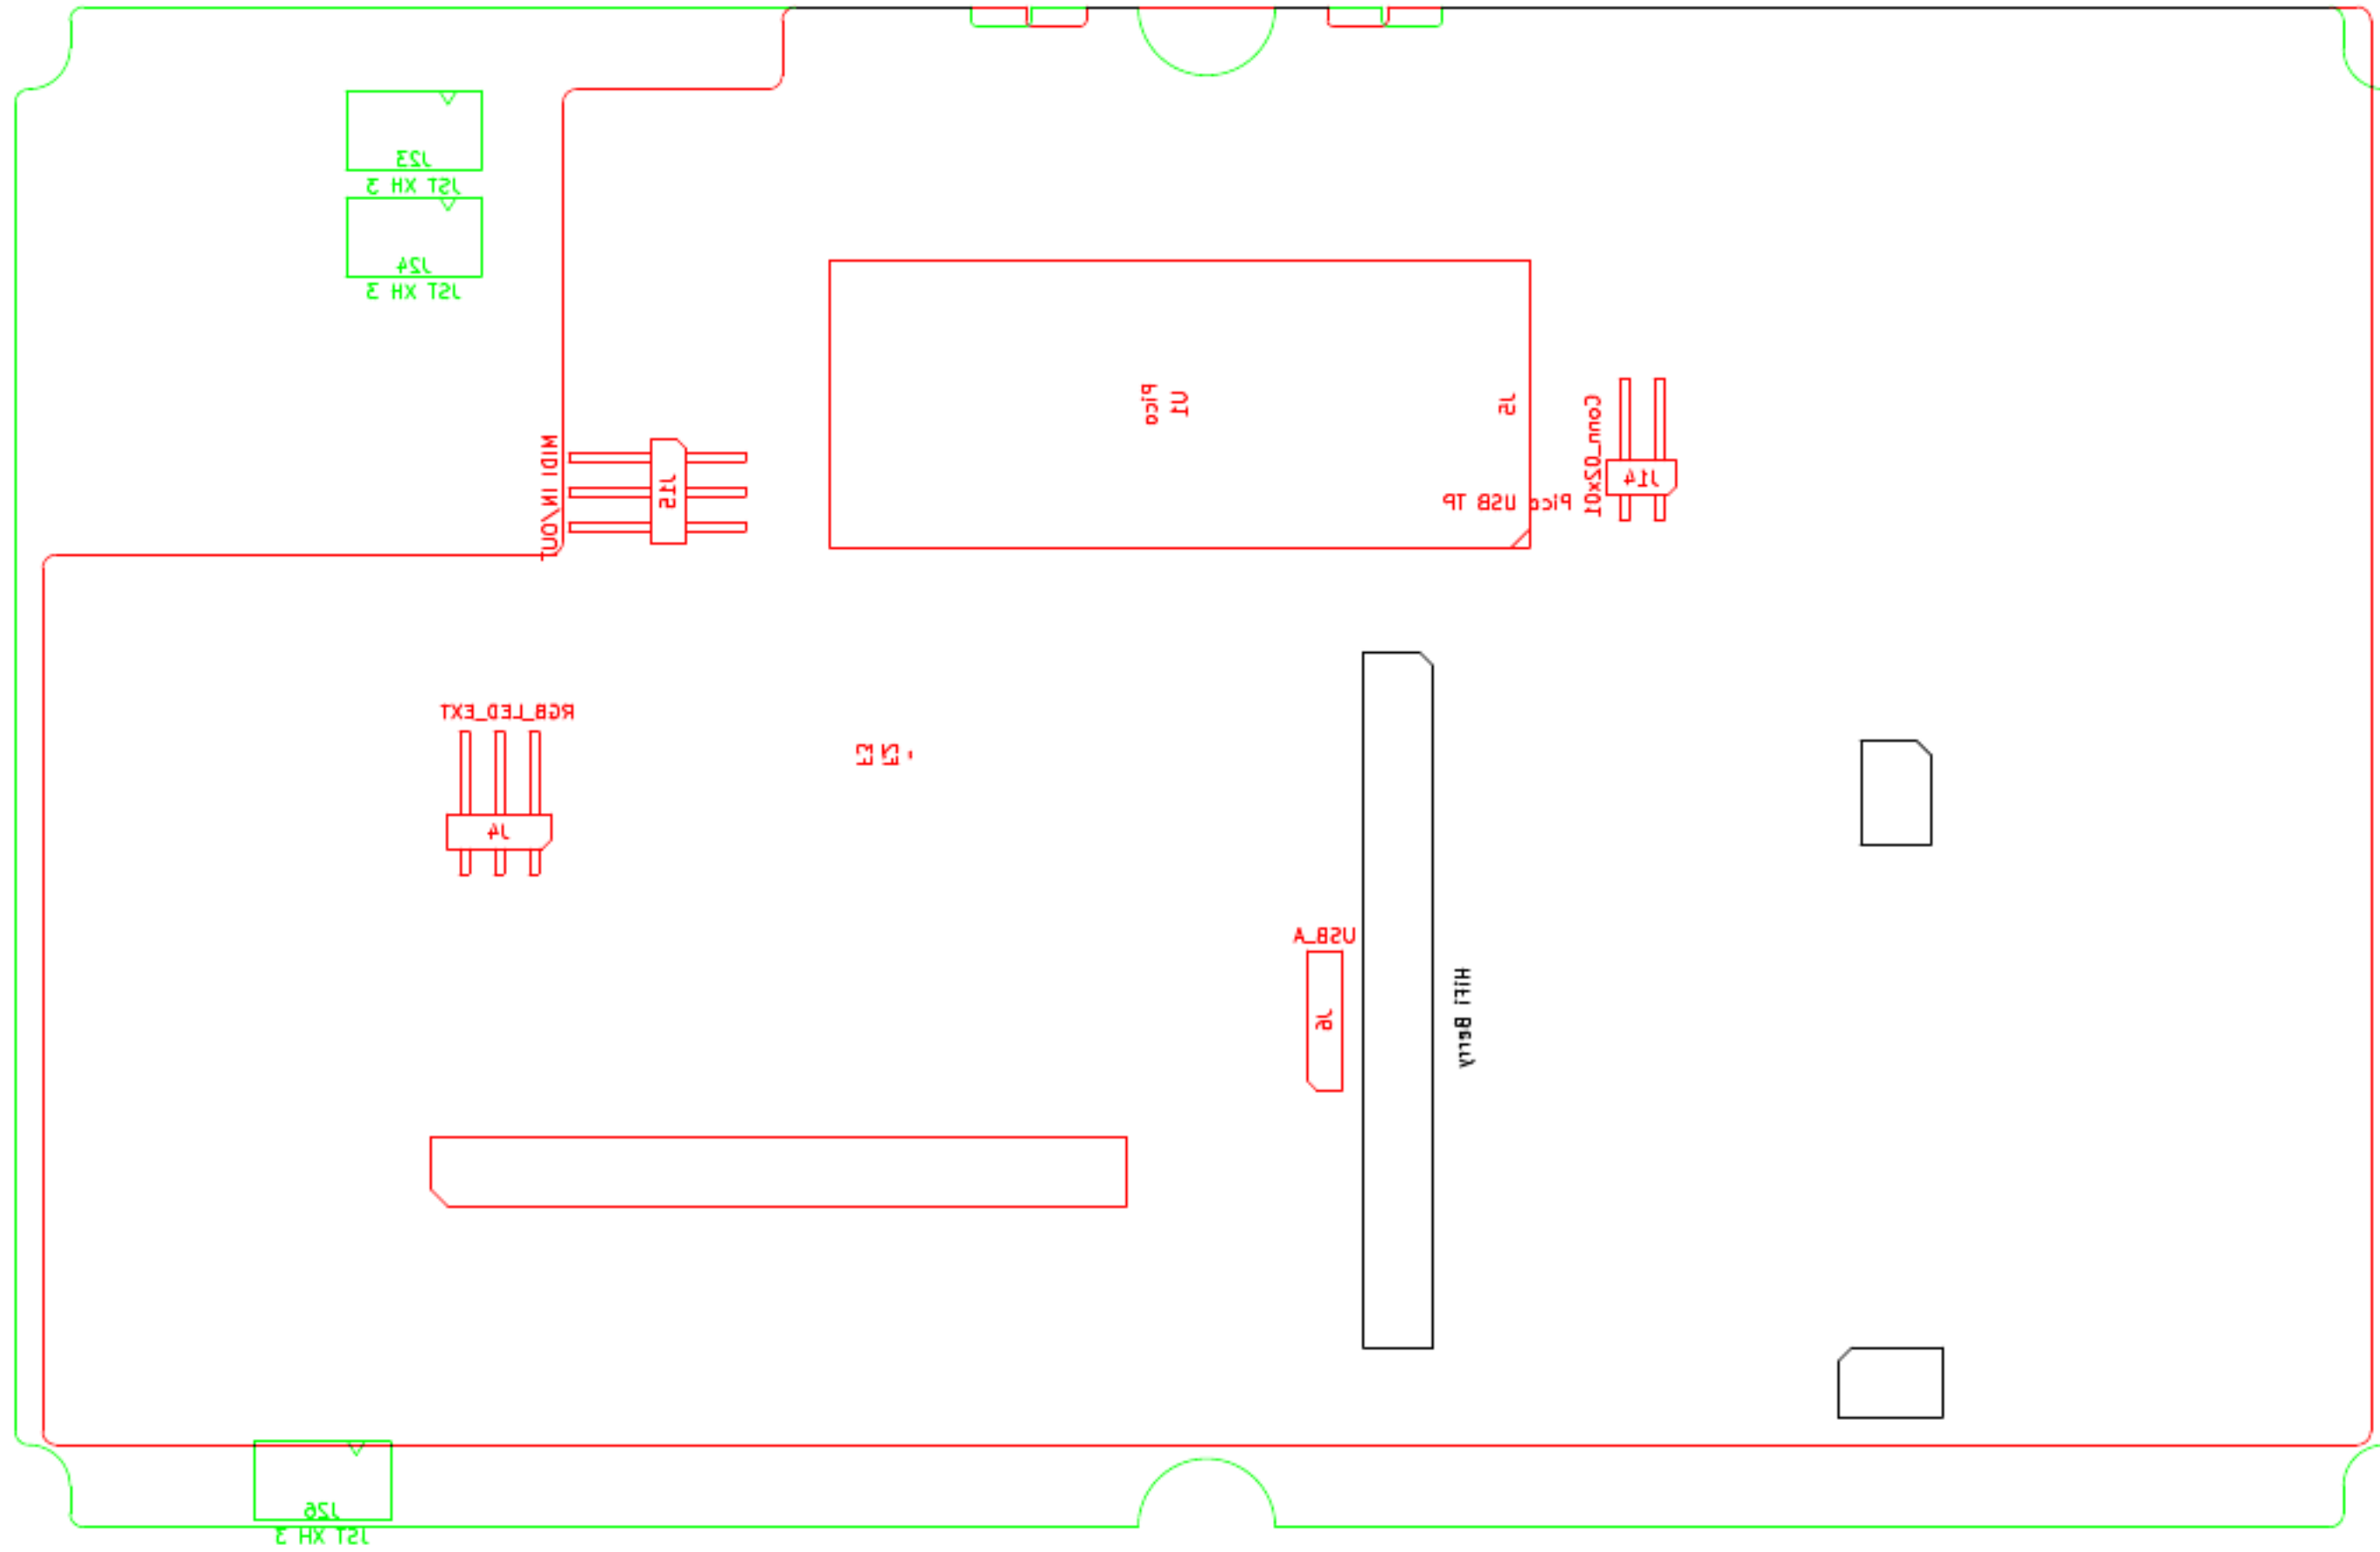 J23
JST XH 3
J24
JST XH 3
Pico
U1
J5
Conn_02x01
MIDI IN/OUT
J15
J14
Pico USB TP
RGB_LED_EXT
J4
USB_A
J6
Hifi Berry
J26
JST XH 3